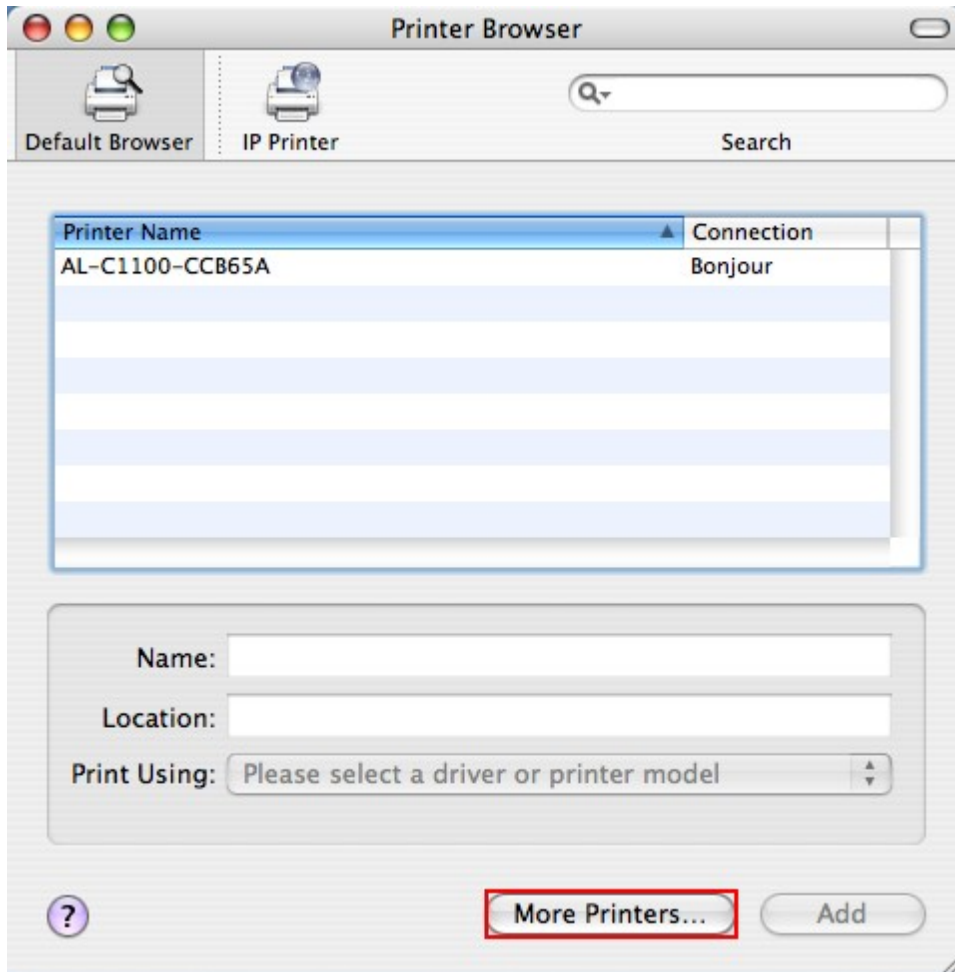 Printer Browser
Default Browser
IP Printer
Search
Printer Name Connection
AL-C1100-CCB65A Bonjour
Name:
Location:
Print Using: Please select a driver or printer model
? More Printers... Add